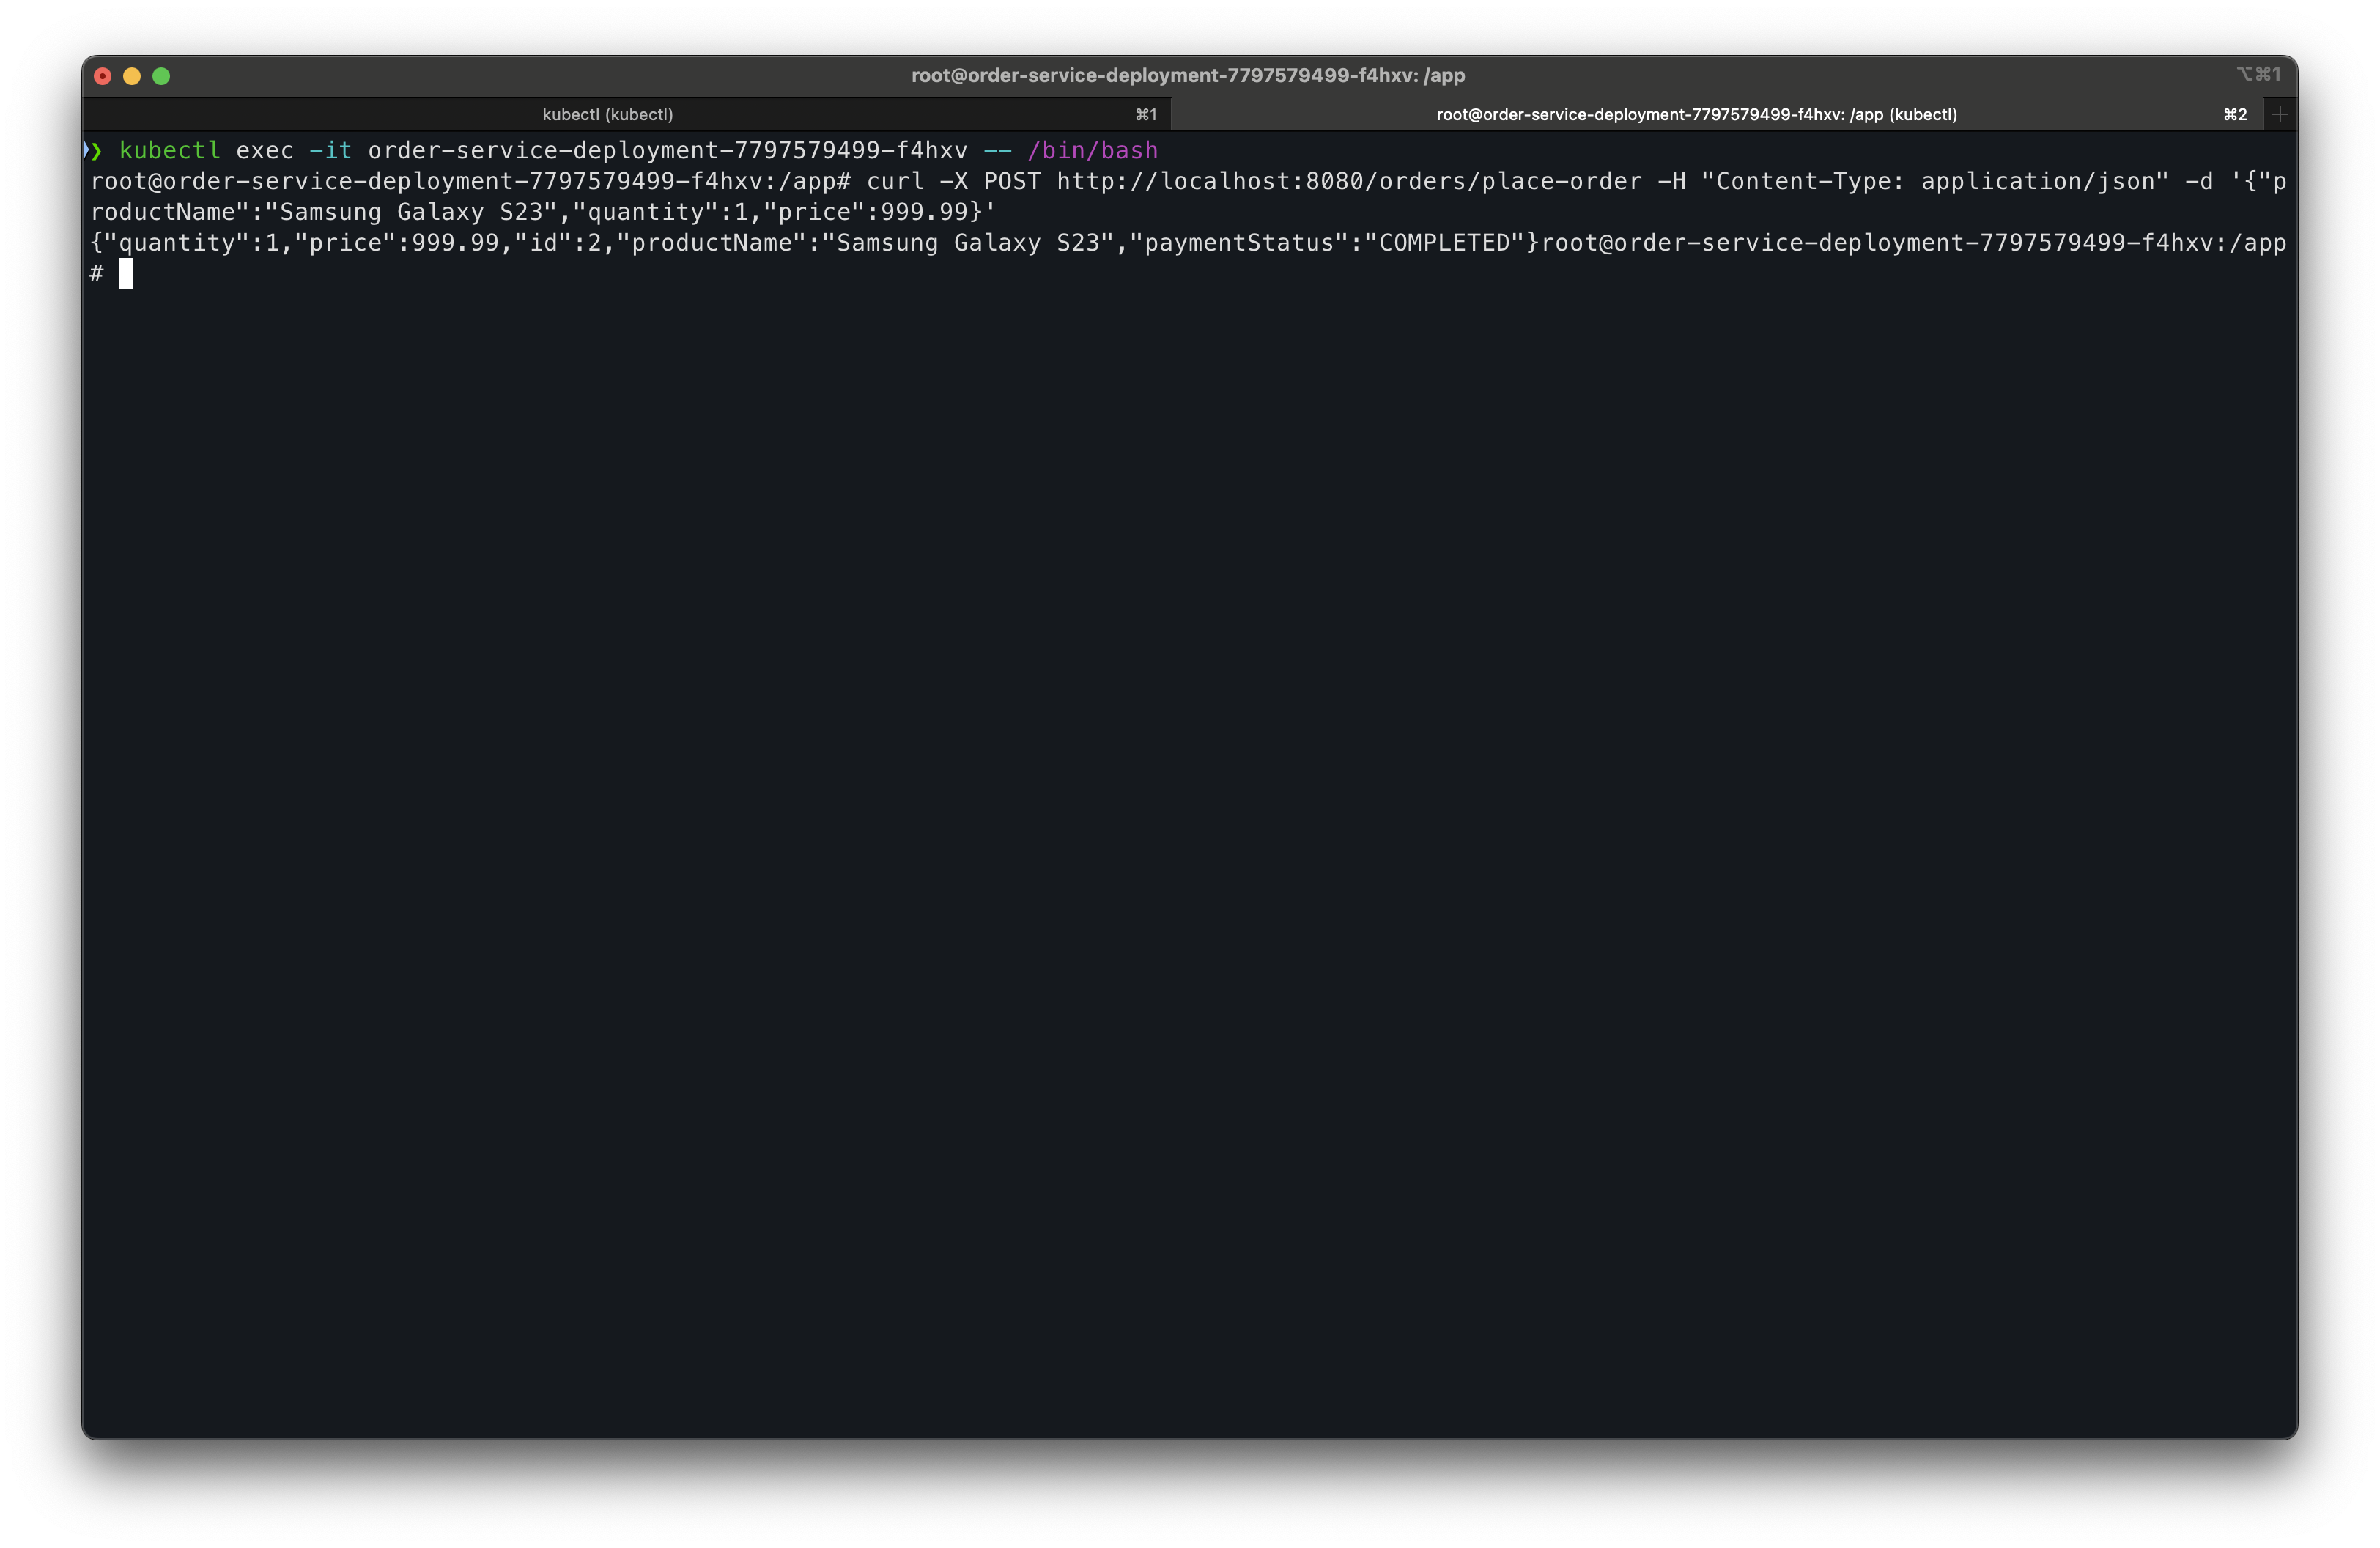 root@order-service-deployment-7797579499-f4hxv: /app
⌥⌘1
kubectl (kubectl)
⌘1
root@order-service-deployment-7797579499-f4hxv: /app (kubectl)
⌘2
❯ kubectl exec -it order-service-deployment-7797579499-f4hxv -- /bin/bash
root@order-service-deployment-7797579499-f4hxv:/app# curl -X POST http://localhost:8080/orders/place-order -H "Content-Type: application/json" -d '{"p
roductName":"Samsung Galaxy S23","quantity":1,"price":999.99}'
{"quantity":1,"price":999.99,"id":2,"productName":"Samsung Galaxy S23","paymentStatus":"COMPLETED"}root@order-service-deployment-7797579499-f4hxv:/app
#